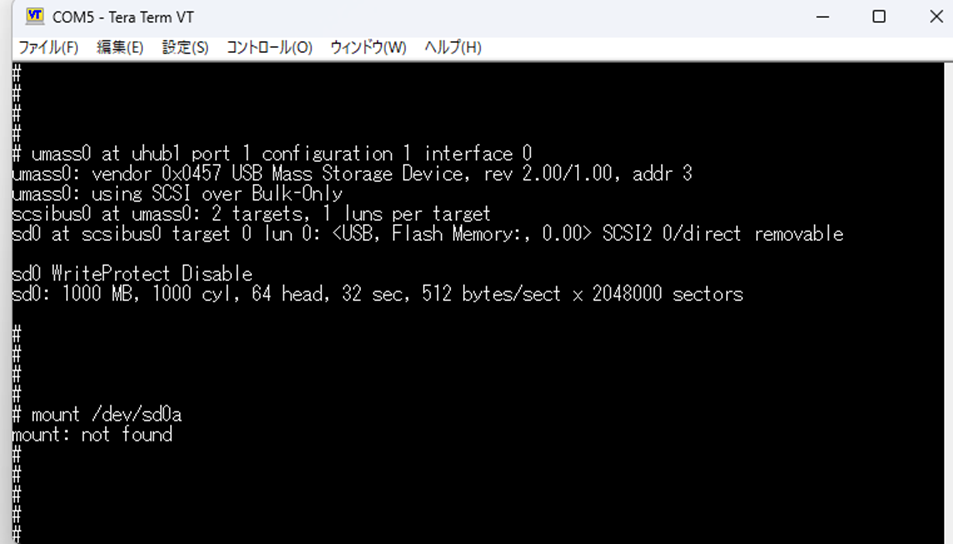 VT COM5 - Tera Term VT
ファイル(F) 編集(E) 設定(S) コントロール(O) ウィンドウ(W) ヘルプ(H)
#
#
#
#
# umass0 at uhub1 port 1 configuration 1 interface 0
umass0: vendor 0x0457 USB Mass Storage Device, rev 2.00/1.00, addr 3
umass0: using SCSI over Bulk-Only
scsibus0 at umass0: 2 targets, 1 luns per target
sd0 at scsibus0 target 0 lun 0: <USB, Flash Memory:, 0.00> SCSI2 0/direct removable
sd0 WriteProtect Disable
sd0: 1000 MB, 1000 cyl, 64 head, 32 sec, 512 bytes/sect x 2048000 sectors
#
#
#
#
# mount /dev/sd0a
mount: not found
#
#
#
#
#